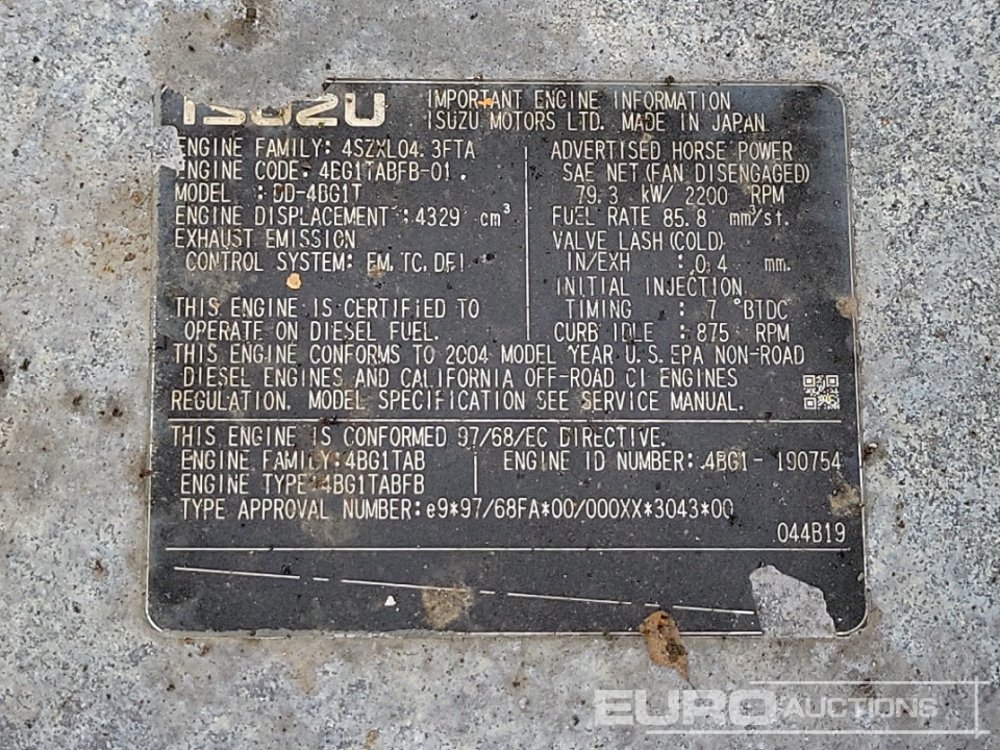 ISUZU
IMPORTANT ENGINE INFORMATION
ISUZU MOTORS LTD. MADE IN JAPAN
ENGINE FAMILY: 4SZXL04.3FTA
ENGINE CODE: 4EG1TABFB-01
MODEL : DD-4BG1T
ENGINE DISPLACEMENT: 4329 cm³
EXHAUST EMISSION
CONTROL SYSTEM: EM, TC, DFI
THIS ENGINE IS CERTIFIED TO
OPERATE ON DIESEL FUEL.
ADVERTISED HORSE POWER
SAE NET (FAN DISENGAGED)
79.3 kW/ 2200 RPM
FUEL RATE 85.8 mm³/st.
VALVE LASH (COLD)
IN/EXH : 0.4 mm.
INITIAL INJECTION
TIMING : 7 °BTDC
CURB IDLE : 875 RPM
THIS ENGINE CONFORMS TO 2004 MODEL YEAR U.S. EPA NON-ROAD
DIESEL ENGINES AND CALIFORNIA OFF-ROAD CI ENGINES
REGULATION. MODEL SPECIFICATION SEE SERVICE MANUAL.
THIS ENGINE IS CONFORMED 97/68/EC DIRECTIVE.
ENGINE FAMILY: 4BG1TAB
ENGINE TYPE: 4BG1TABFB
ENGINE ID NUMBER: 4BG1- 190754
TYPE APPROVAL NUMBER: e9*97/68FA*00/000XX*3043*00
044B19
EURO AUCTIONS